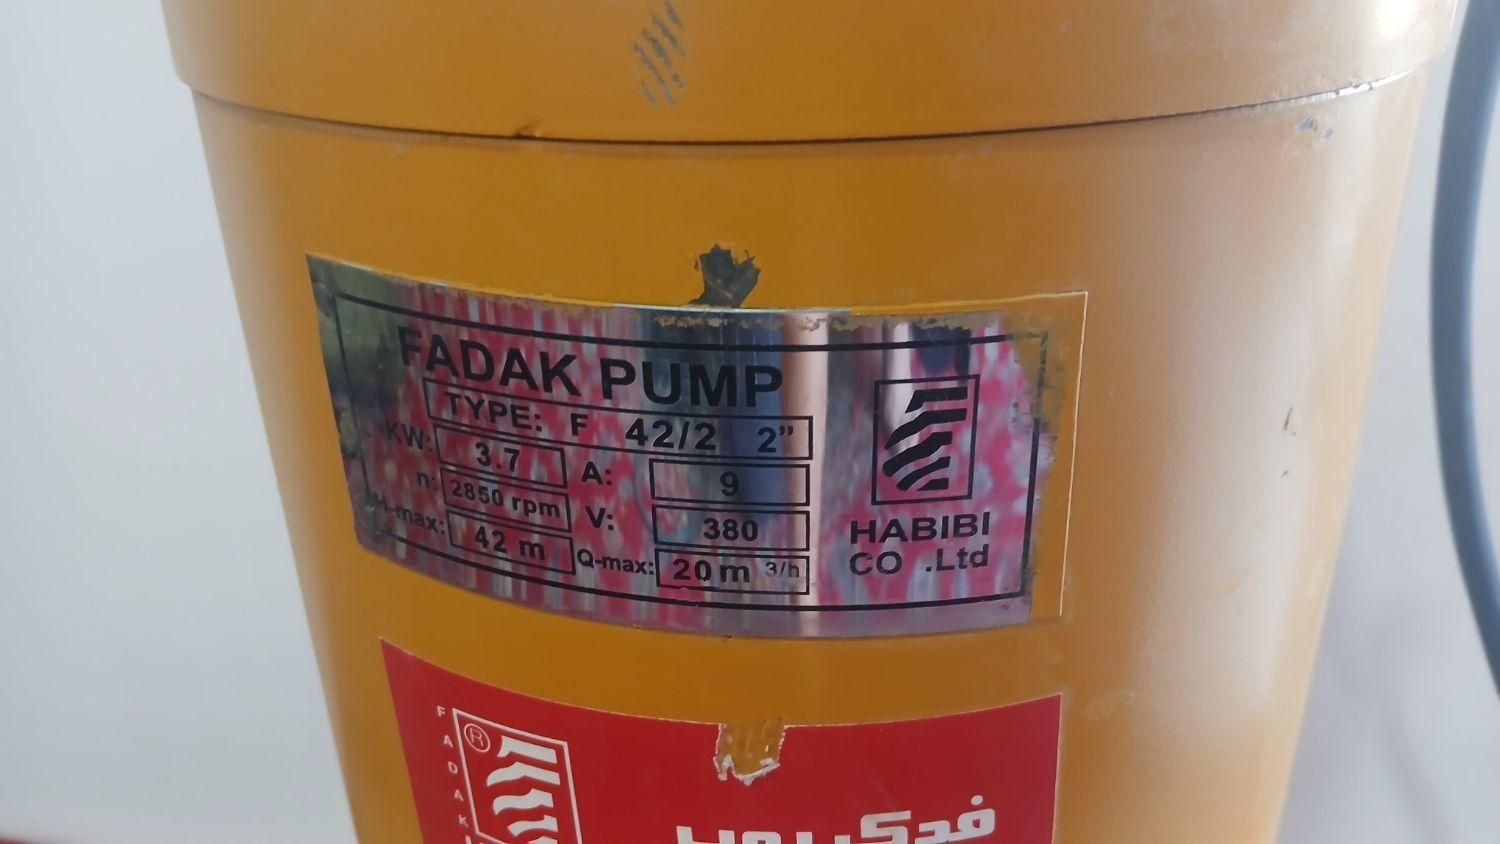 FADAK PUMP
TYPE: F 42/2 2"
KW: 3.7 A: 9
n: 2850 rpm V: 380
H-max: 42 m Q-max: 20 m 3/h
HABIBI
CO .Ltd
®
FADAK
فدک پمپ